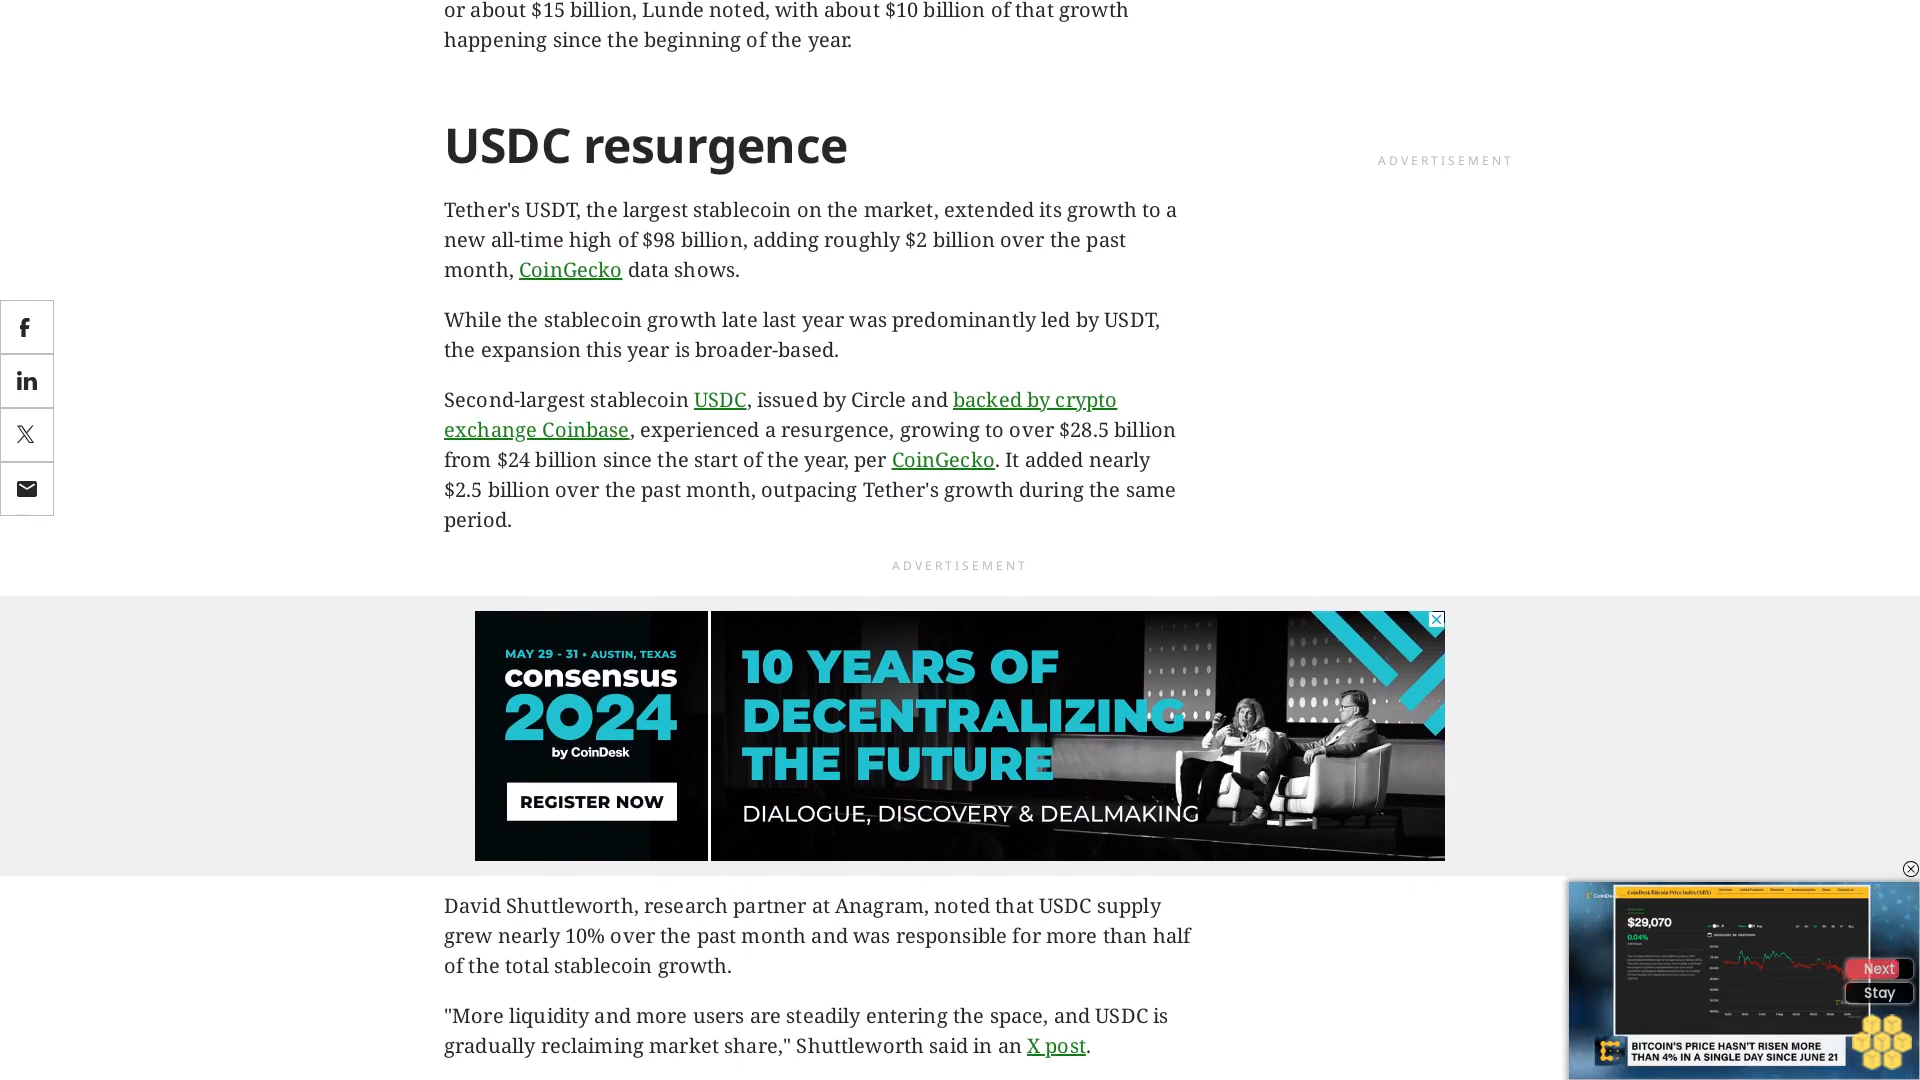 or about $15 billion, Lunde noted, with about $10 billion of that growth
happening since the beginning of the year.
USDC resurgence
ADVERTISEMENT
Tether's USDT, the largest stablecoin on the market, extended its growth to a
new all-time high of $98 billion, adding roughly $2 billion over the past
month, CoinGecko data shows.
While the stablecoin growth late last year was predominantly led by USDT,
the expansion this year is broader-based.
Second-largest stablecoin USDC, issued by Circle and backed by crypto
exchange Coinbase, experienced a resurgence, growing to over $28.5 billion
from $24 billion since the start of the year, per CoinGecko. It added nearly
$2.5 billion over the past month, outpacing Tether's growth during the same
period.
ADVERTISEMENT
MAY 29 - 31 • AUSTIN, TEXAS
consensus
2024
by CoinDesk
REGISTER NOW
10 YEARS OF
DECENTRALIZING
THE FUTURE
DIALOGUE, DISCOVERY & DEALMAKING
David Shuttleworth, research partner at Anagram, noted that USDC supply
grew nearly 10% over the past month and was responsible for more than half
of the total stablecoin growth.
"More liquidity and more users are steadily entering the space, and USDC is
gradually reclaiming market share," Shuttleworth said in an X post.
CoinDesk Bitcoin Price Index (XBX)
$29,070
0.04%
Next
Stay
BITCOIN'S PRICE HASN'T RISEN MORE
THAN 4% IN A SINGLE DAY SINCE JUNE 21